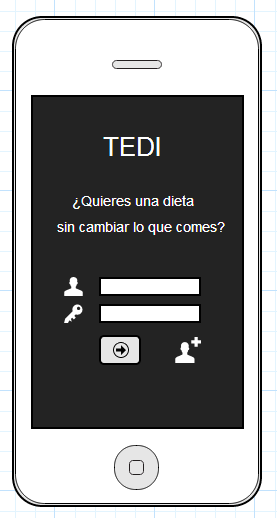 TEDI
¿Quieres una dieta
sin cambiar lo que comes?